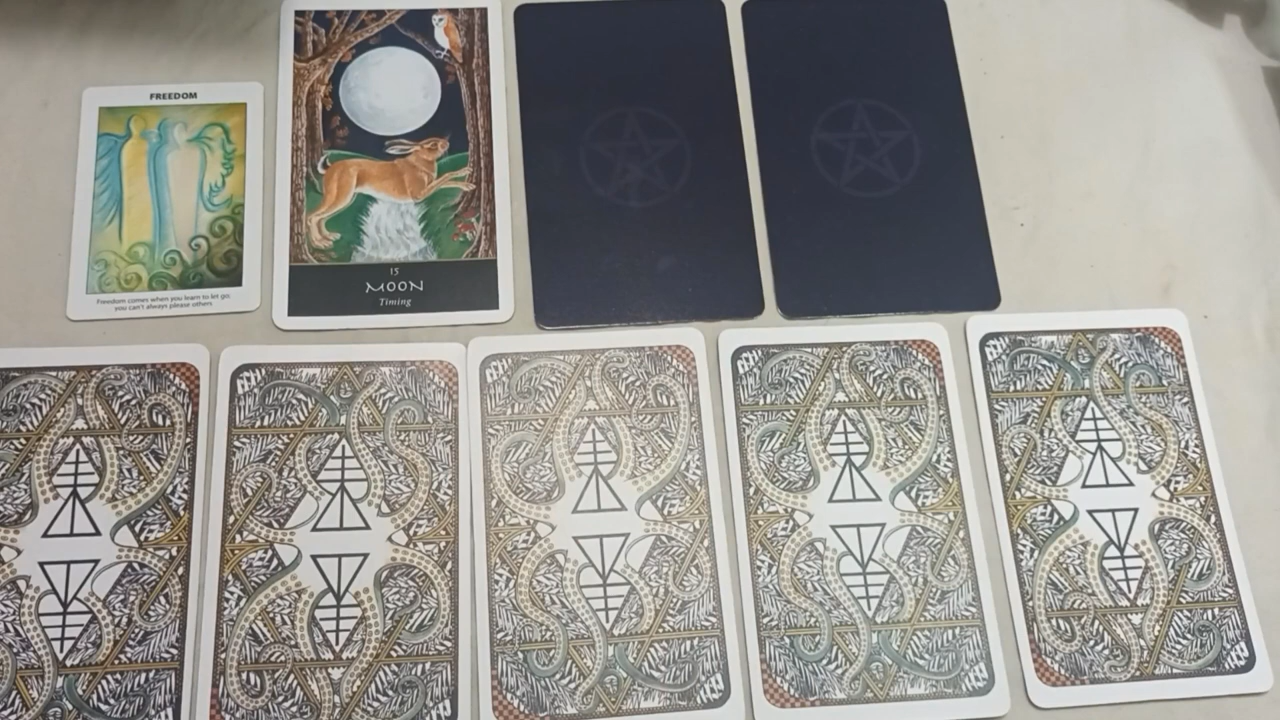 FREEDOM
Freedom comes when you learn to let go;
you can't always please others
15
MOON
Timing